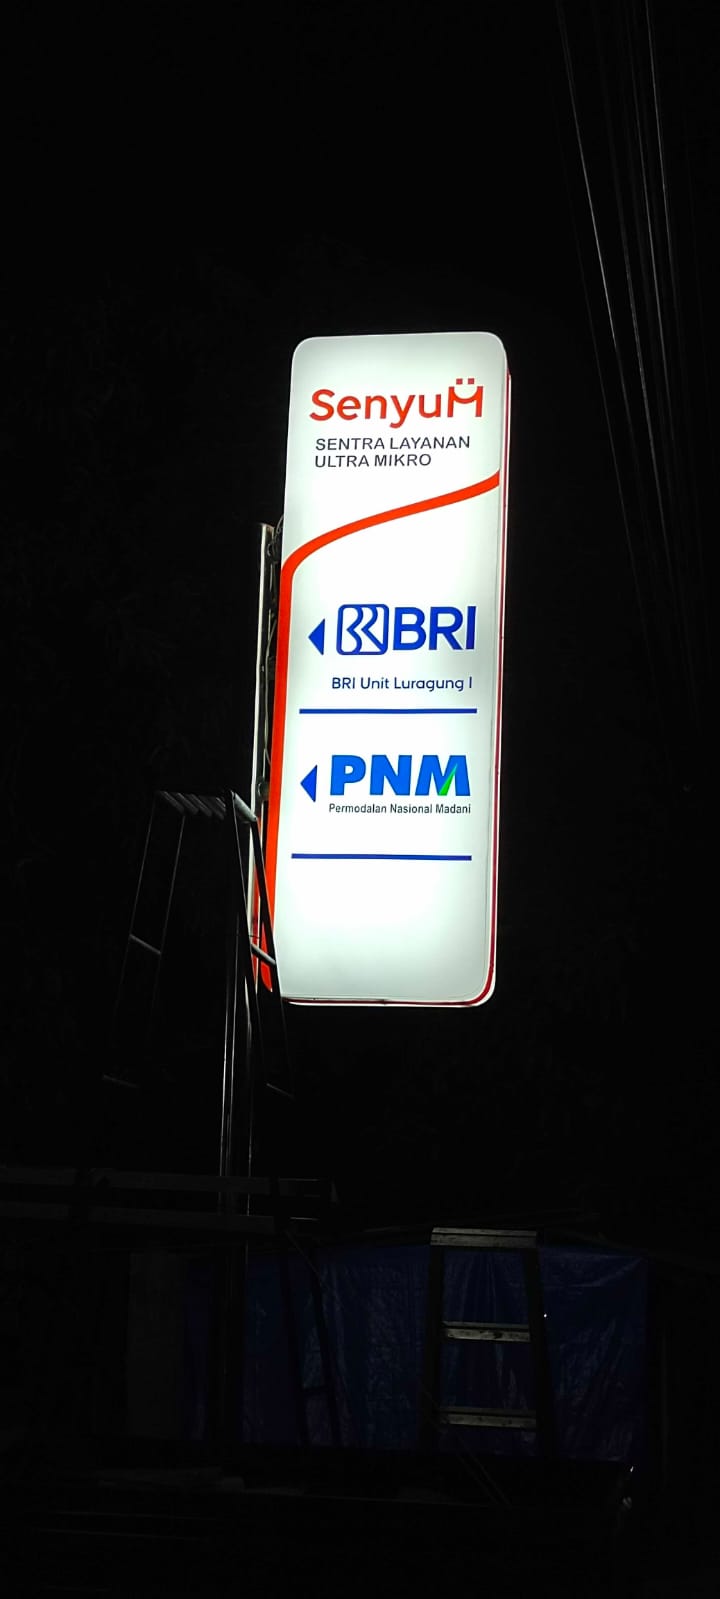 SenyuM
SENTRA LAYANAN
ULTRA MIKRO
BRI
BRI Unit Luragung I
PNM
Permodalan Nasional Madani